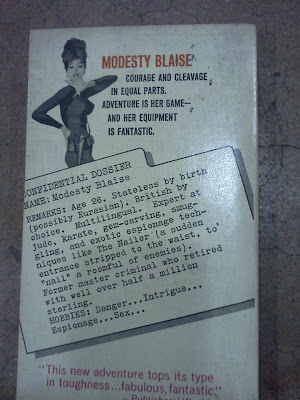 MODESTY BLAISE
COURAGE AND CLEAVAGE
IN EQUAL PARTS.
ADVENTURE IS HER GAME—
AND HER EQUIPMENT
IS FANTASTIC.
CONFIDENTIAL DOSSIER
NAME: Modesty Blaise
REMARKS: Age 26. Stateless by birth
(possibly Eurasian). British by
choice. Multilingual. Expert at
judo, karate, gem-carving, smug-
gling, and exotic espionage tech-
niques like The Nailer (a sudden
entrance stripped to the waist, to
"nail" a roomful of enemies).
Former master criminal who retired
with well over half a million
sterling.
HOBBIES: Danger...Intrigue...
Espionage...Sex...
"This new adventure tops its type
in toughness...fabulous, fantastic,"